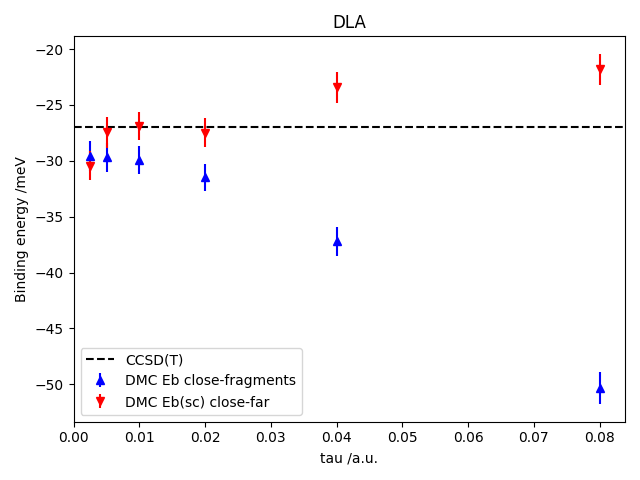 DLA
Binding energy /meV
−20
−25
−30
−35
−40
−45
−50
CCSD(T)
DMC Eb close-fragments
DMC Eb(sc) close-far
0.00 0.01 0.02 0.03 0.04 0.05 0.06 0.07 0.08
tau /a.u.